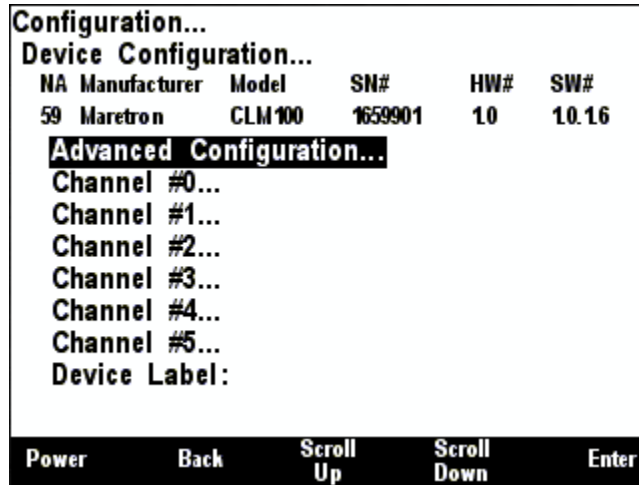 Configuration...
Device Configuration...
NA Manufacturer Model SN# HW# SW#
59 Maretron CLM100 1659901 1.0 1.0.1.6
Advanced Configuration...
Channel #0...
Channel #1...
Channel #2...
Channel #3...
Channel #4...
Channel #5...
Device Label:
Power Back Scroll Up Scroll Down Enter